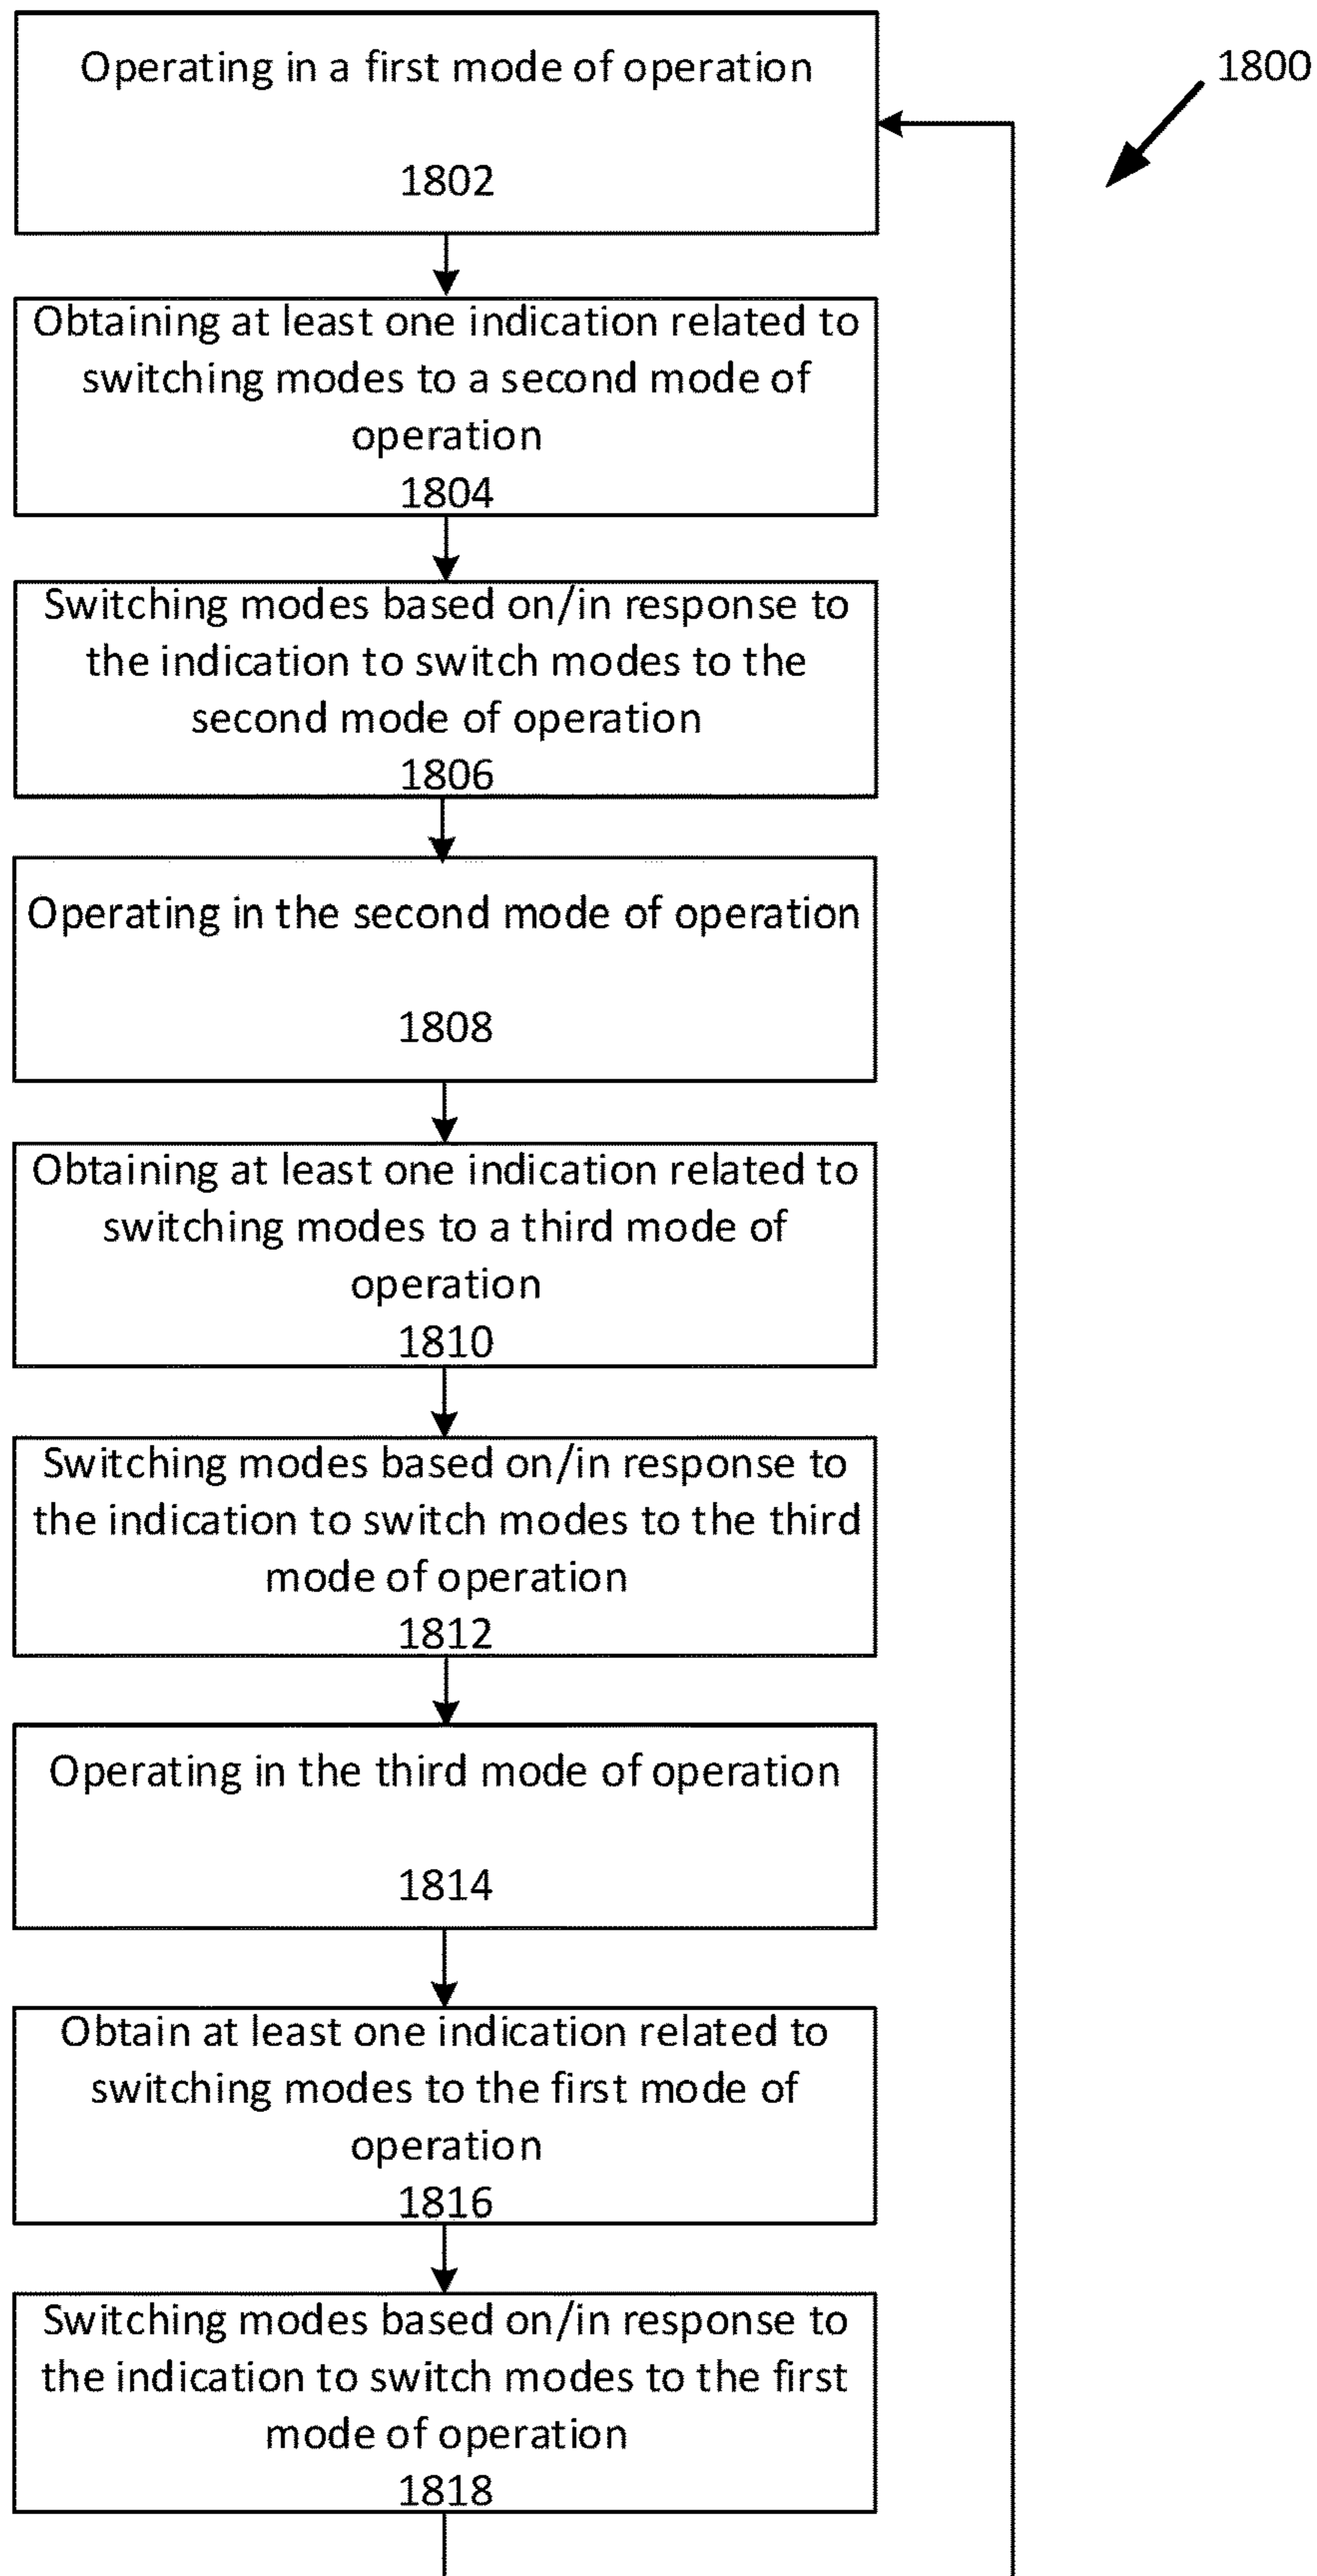 Operating in a first mode of operation
1800
1802
Obtaining at least one indication related to
switching modes to a second mode of
operation
1804
Switching modes based on/in response to
the indication to switch modes to the
second mode of operation
1806
Operating in the second mode of operation
1808
Obtaining at least one indication related to
switching modes to a third mode of
operation
1810
Switching modes based on/in response to
the indication to switch modes to the third
mode of operation
1812
Operating in the third mode of operation
1814
Obtain at least one indication related to
switching modes to the first mode of
operation
1816
Switching modes based on/in response to
the indication to switch modes to the first
mode of operation
1818